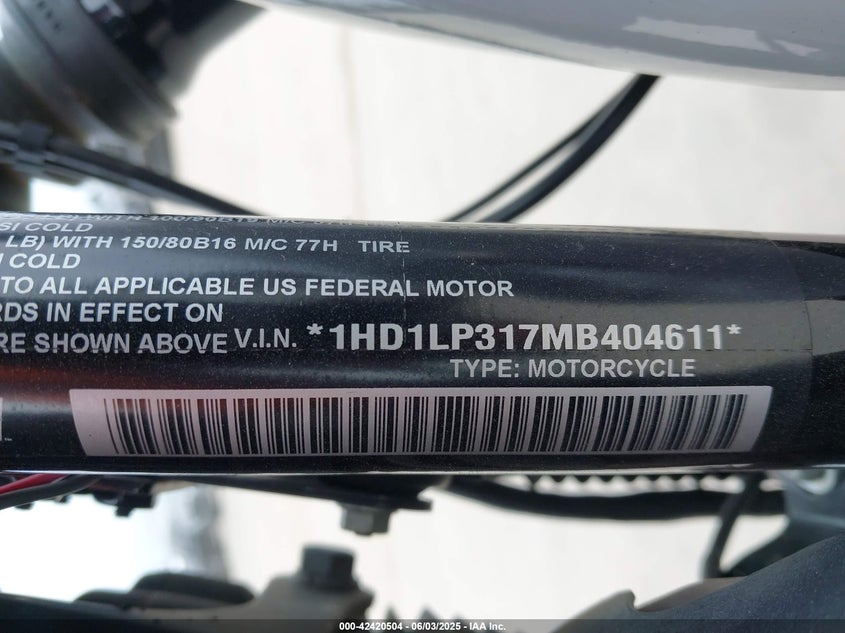 SI COLD
LB) WITH 150/80B16 M/C 77H TIRE
COLD
TO ALL APPLICABLE US FEDERAL MOTOR
RDS IN EFFECT ON
RE SHOWN ABOVE V.I.N. *1HD1LP317MB404611*
TYPE: MOTORCYCLE
000-42420504 - 06/03/2025 - IAA Inc.